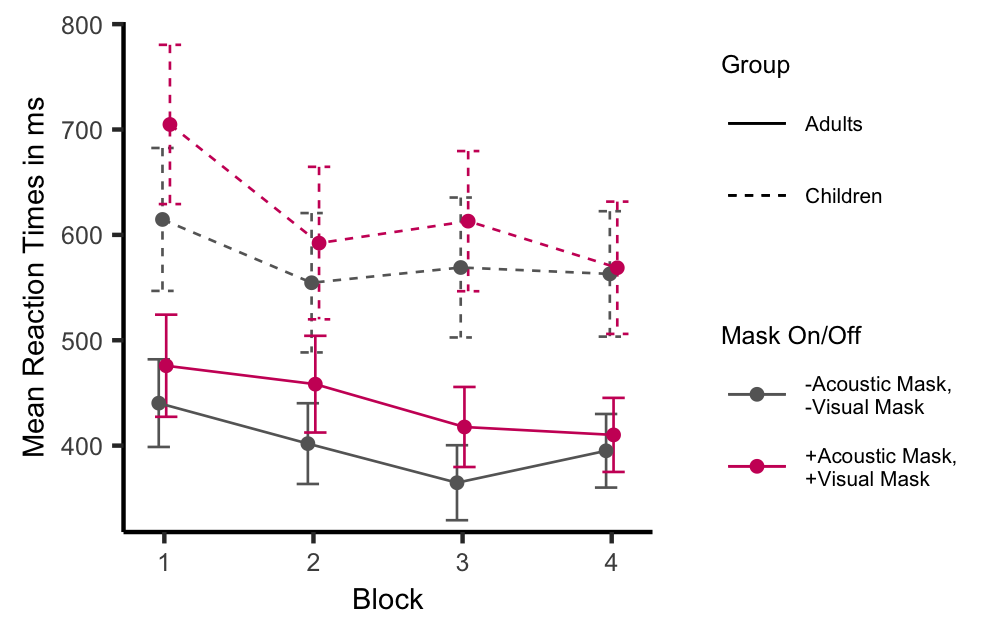 800
700
600
500
400
Mean Reaction Times in ms
1
2
3
4
Block
Group
Adults
Children
Mask On/Off
-Acoustic Mask,
-Visual Mask
+Acoustic Mask,
+Visual Mask